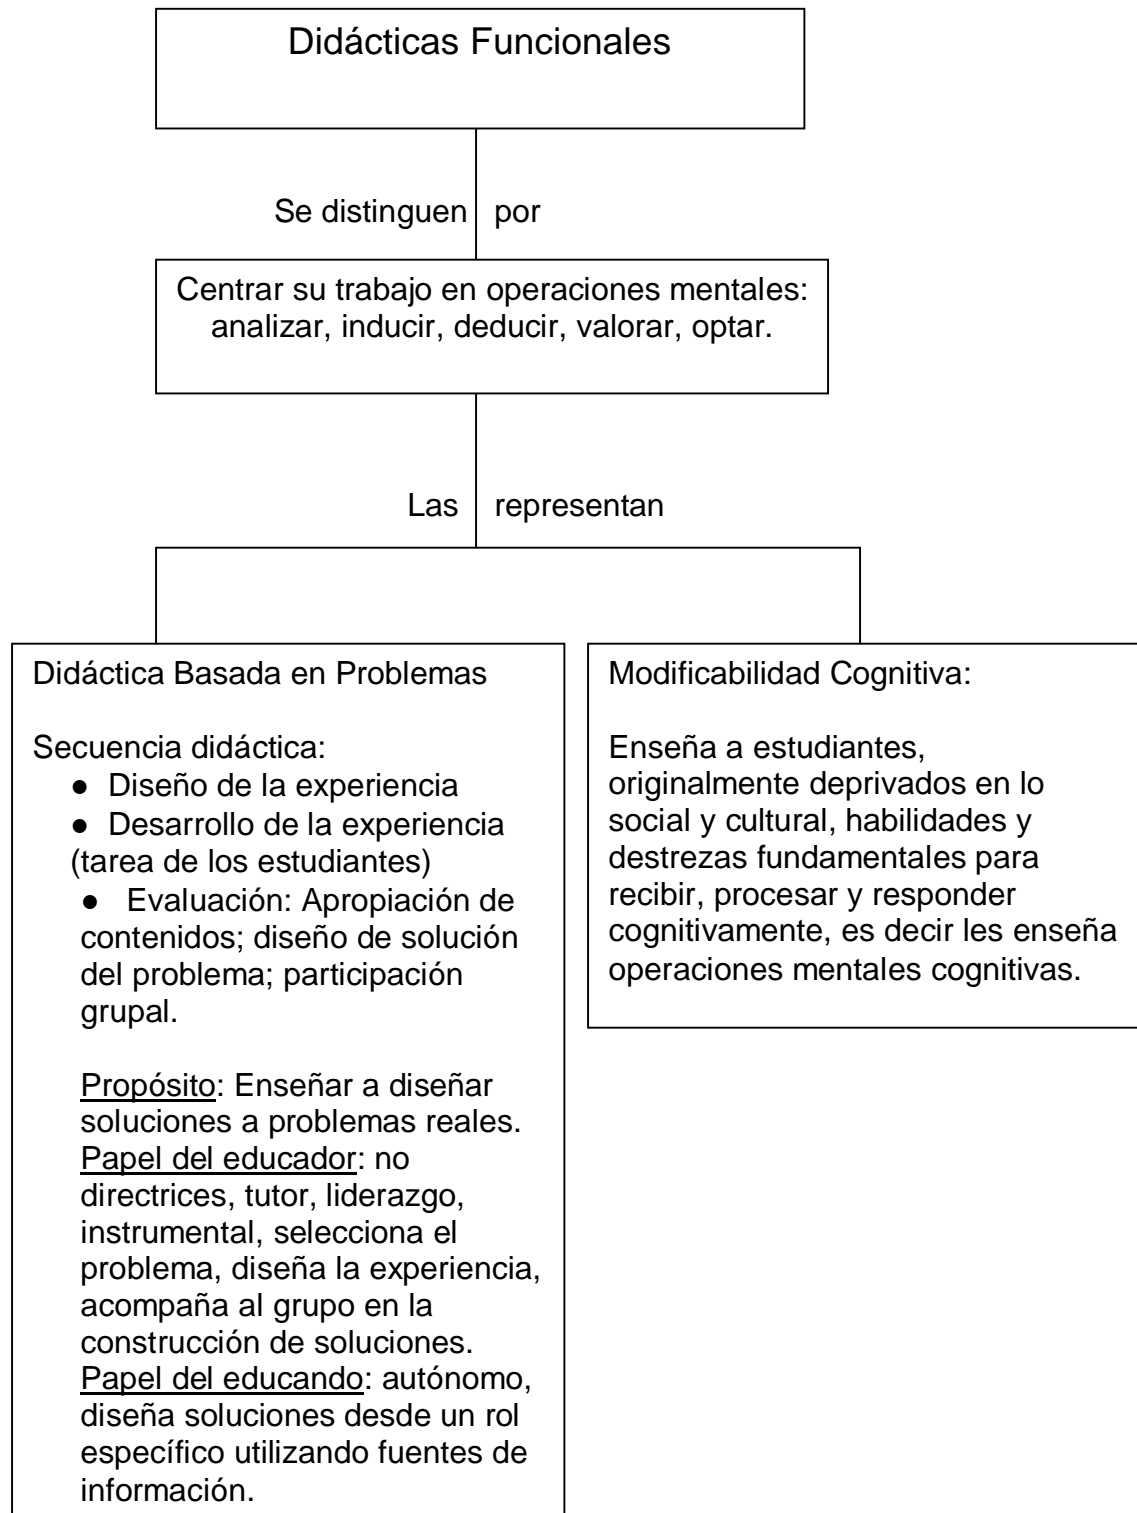 Didácticas Funcionales
Se distinguen por
Centrar su trabajo en operaciones mentales:
analizar, inducir, deducir, valorar, optar.
Las representan
Didáctica Basada en Problemas
Secuencia didáctica:
● Diseño de la experiencia
● Desarrollo de la experiencia
(tarea de los estudiantes)
● Evaluación: Apropiación de
contenidos; diseño de solución
del problema; participación
grupal.
Propósito: Enseñar a diseñar
soluciones a problemas reales.
Papel del educador: no
directrices, tutor, liderazgo,
instrumental, selecciona el
problema, diseña la experiencia,
acompaña al grupo en la
construcción de soluciones.
Papel del educando: autónomo,
diseña soluciones desde un rol
específico utilizando fuentes de
información.
Modificabilidad Cognitiva:
Enseña a estudiantes,
originalmente deprivados en lo
social y cultural, habilidades y
destrezas fundamentales para
recibir, procesar y responder
cognitivamente, es decir les enseña
operaciones mentales cognitivas.